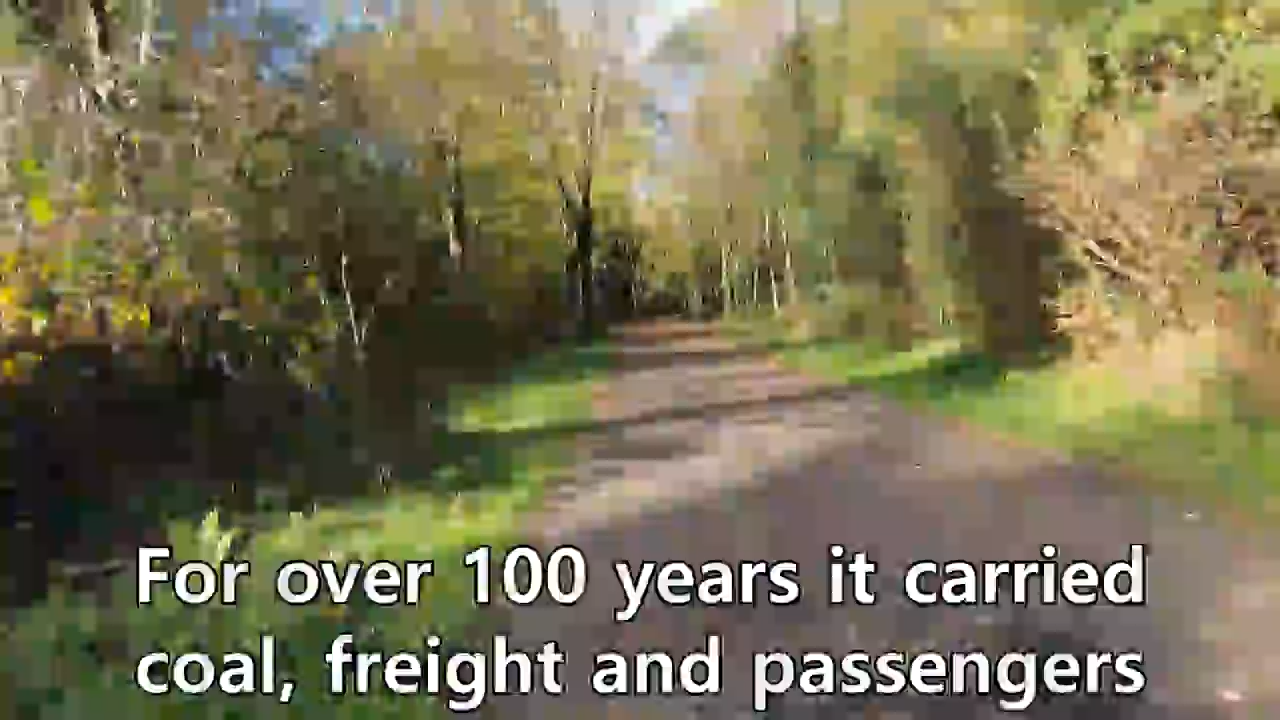 For over 100 years it carried
coal, freight and passengers